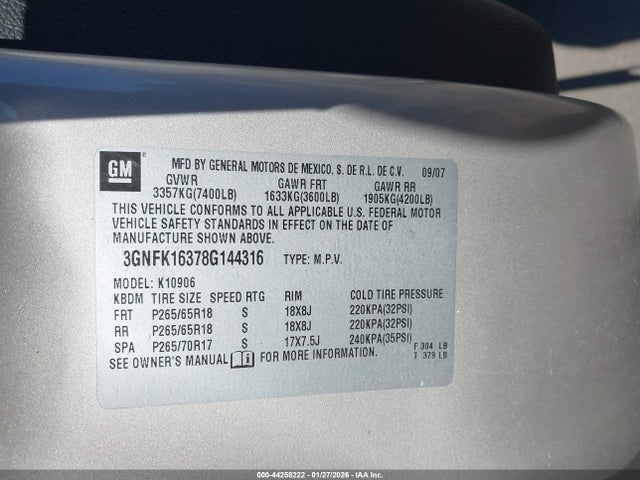 GM
MFD BY GENERAL MOTORS DE MEXICO, S. DE R.L. DE C.V. 09/07
GVWR GAWR FRT GAWR RR
3357KG(7400LB) 1633KG(3600LB) 1905KG(4200LB)
THIS VEHICLE CONFORMS TO ALL APPLICABLE U.S. FEDERAL MOTOR
VEHICLE SAFETY STANDARDS IN EFFECT ON THE DATE OF
MANUFACTURE SHOWN ABOVE.
3GNFK16378G144316 TYPE: M.P.V.
MODEL: K10906
KBDM TIRE SIZE SPEED RTG RIM COLD TIRE PRESSURE
FRT P265/65R18 S 18X8J 220KPA(32PSI)
RR P265/65R18 S 18X8J 220KPA(32PSI)
SPA P265/70R17 S 17X7.5J 240KPA(35PSI)
F 304 LB
SEE OWNER'S MANUAL FOR MORE INFORMATION. T 379 LB
000-44258222 - 01/27/2026 - IAA Inc.